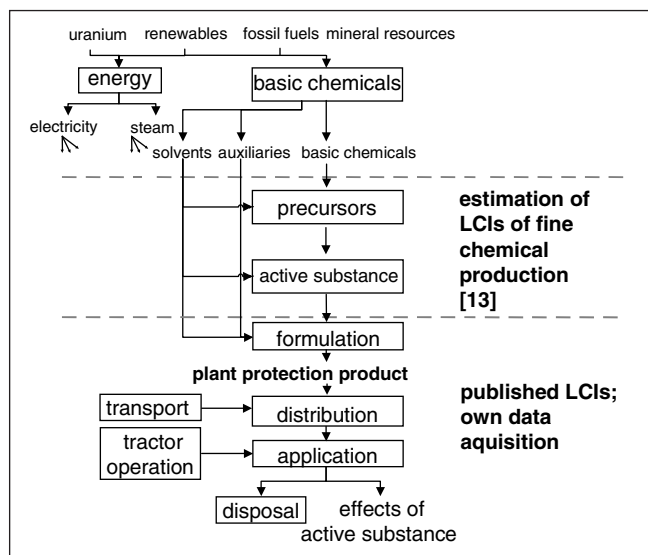 uranium renewables fossil fuels mineral resources
energy
basic chemicals
electricity
steam
solvents auxiliaries basic chemicals
precursors
active substance
estimation of
LCIs of fine
chemical
production
[13]
formulation
plant protection product
transport
distribution
tractor
operation
application
published LCIs;
own data
aquisition
disposal
effects of
active substance